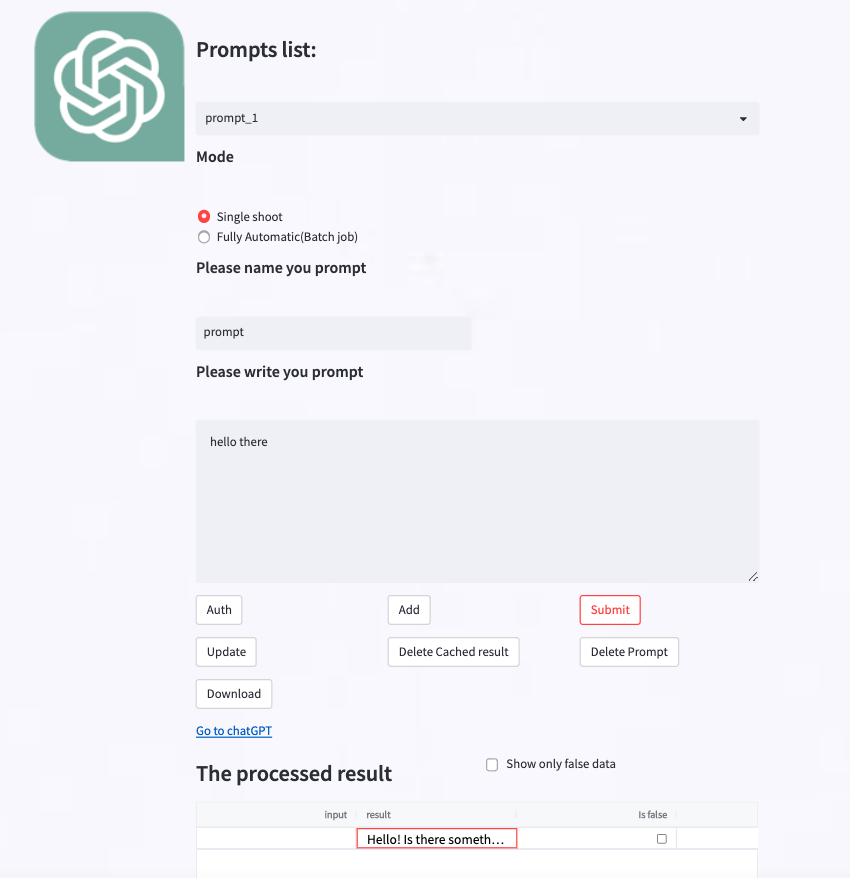 Prompts list:
prompt_1
Mode
Single shoot
Fully Automatic(Batch job)
Please name you prompt
prompt
Please write you prompt
hello there
Auth
Add
Submit
Update
Delete Cached result
Delete Prompt
Download
Go to chatGPT
The processed result
Show only false data
input result Is false
Hello! Is there someth...